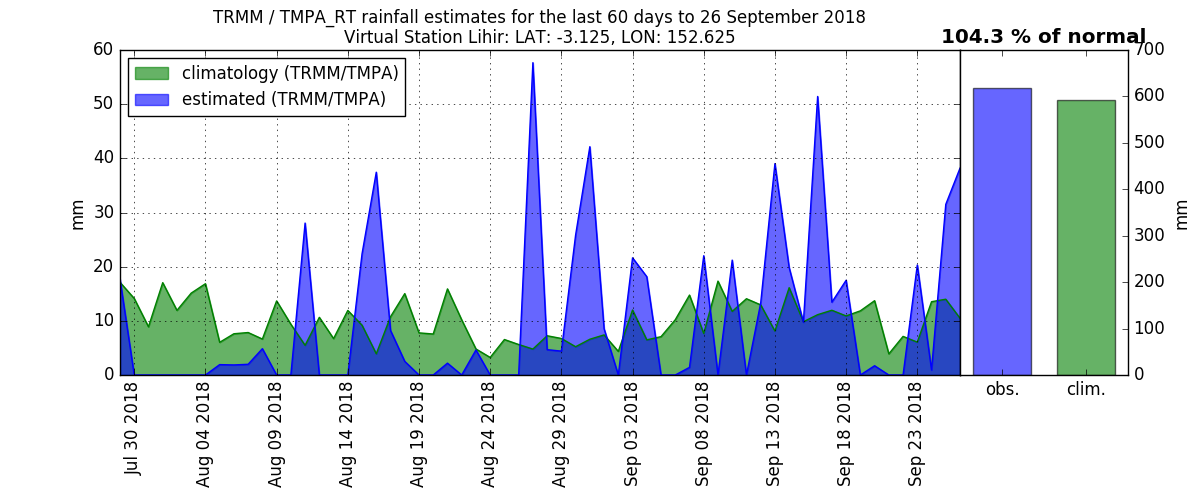 TRMM / TMPA_RT rainfall estimates for the last 60 days to 26 September 2018
Virtual Station Lihir: LAT: -3.125, LON: 152.625
104.3 % of normal
climatology (TRMM/TMPA)
estimated (TRMM/TMPA)
60
50
40
30
20
10
0
mm
Jul 30 2018
Aug 04 2018
Aug 09 2018
Aug 14 2018
Aug 19 2018
Aug 24 2018
Aug 29 2018
Sep 03 2018
Sep 08 2018
Sep 13 2018
Sep 18 2018
Sep 23 2018
obs.
clim.
700
600
500
400
300
200
100
0
mm